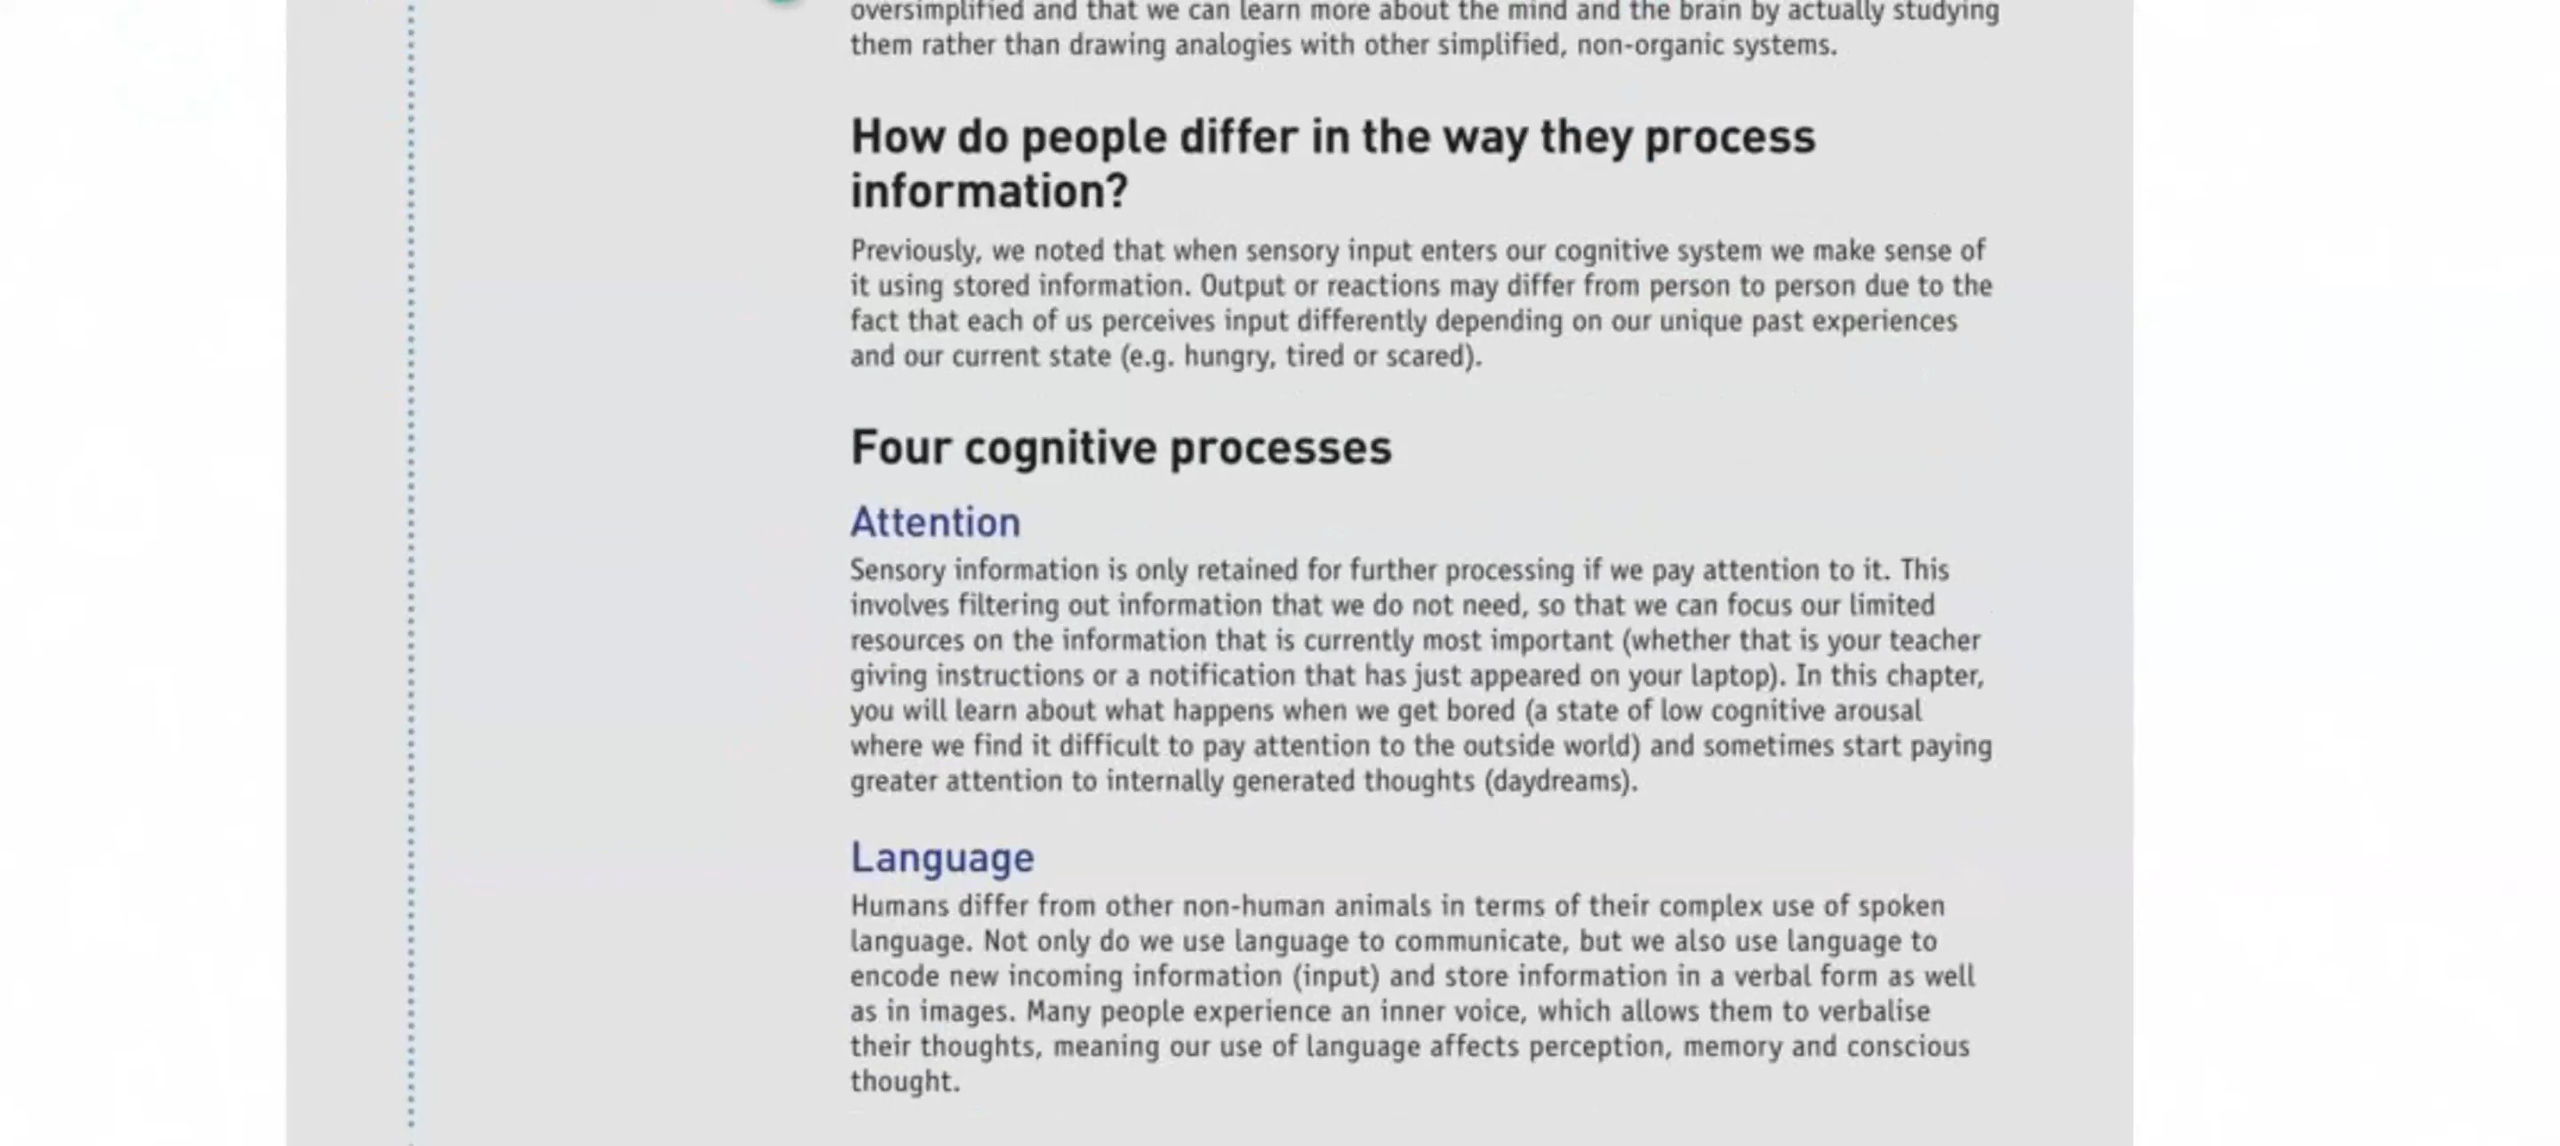 oversimplified and that we can learn more about the mind and the brain by actually studying
them rather than drawing analogies with other simplified, non-organic systems.
How do people differ in the way they process
information?
Previously, we noted that when sensory input enters our cognitive system we make sense of
it using stored information. Output or reactions may differ from person to person due to the
fact that each of us perceives input differently depending on our unique past experiences
and our current state (e.g. hungry, tired or scared).
Four cognitive processes
Attention
Sensory information is only retained for further processing if we pay attention to it. This
involves filtering out information that we do not need, so that we can focus our limited
resources on the information that is currently most important (whether that is your teacher
giving instructions or a notification that has just appeared on your laptop). In this chapter,
you will learn about what happens when we get bored (a state of low cognitive arousal
where we find it difficult to pay attention to the outside world) and sometimes start paying
greater attention to internally generated thoughts (daydreams).
Language
Humans differ from other non-human animals in terms of their complex use of spoken
language. Not only do we use language to communicate, but we also use language to
encode new incoming information (input) and store information in a verbal form as well
as in images. Many people experience an inner voice, which allows them to verbalise
their thoughts, meaning our use of language affects perception, memory and conscious
thought.